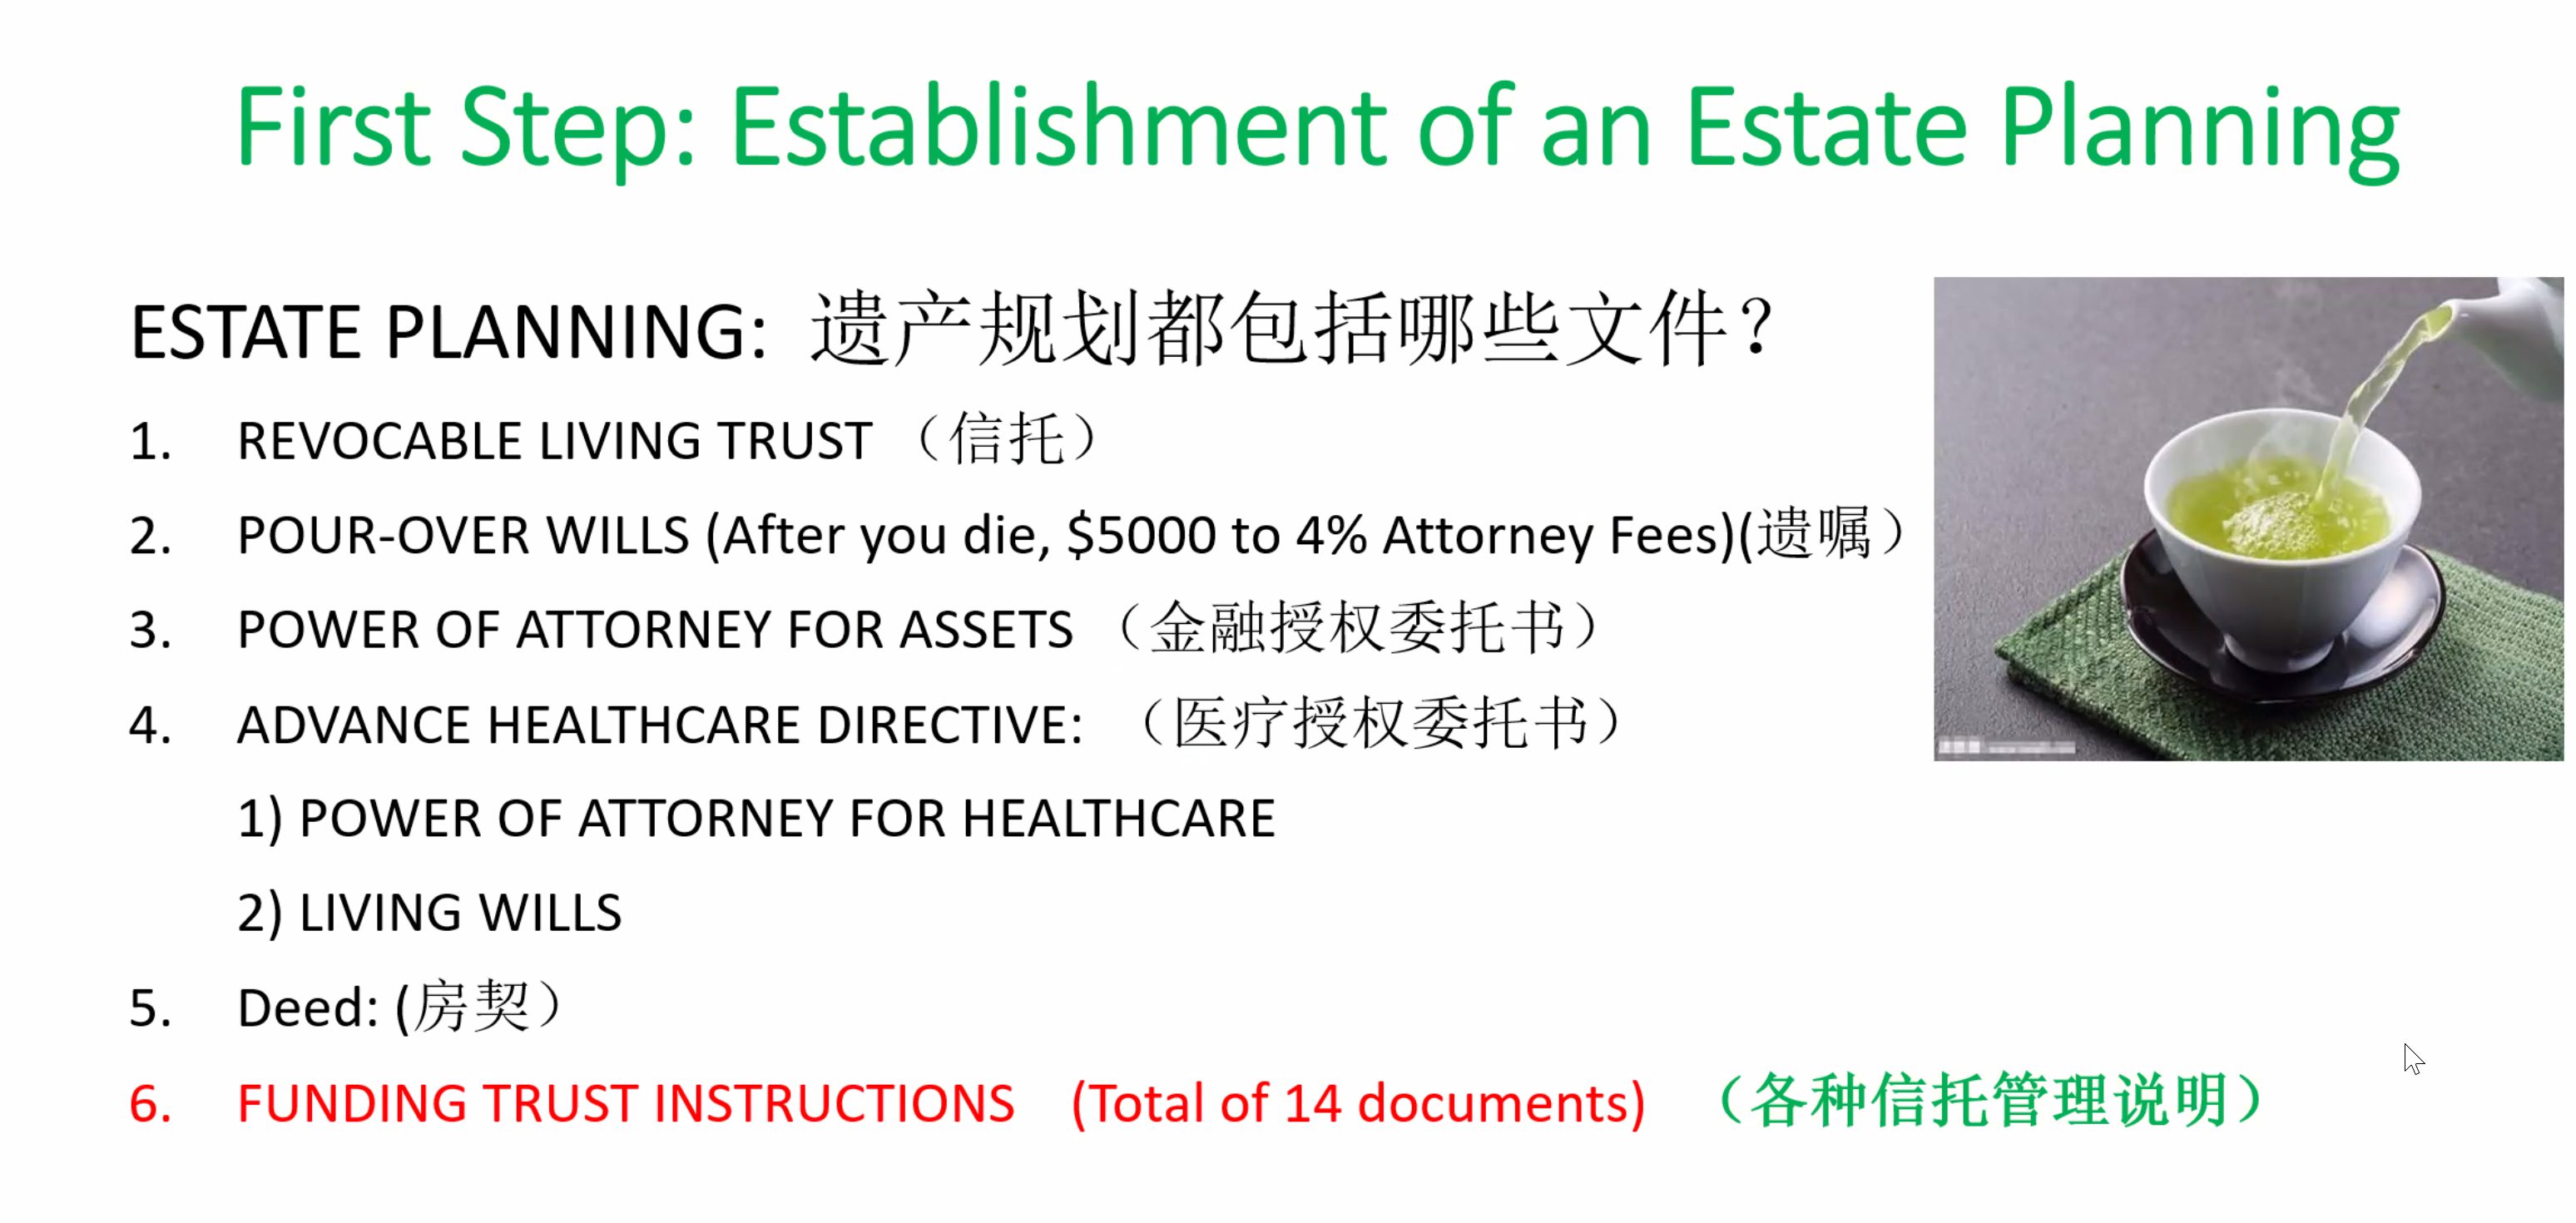 First Step: Establishment of an Estate Planning
ESTATE PLANNING: 遗产规划都包括哪些文件？
1. REVOCABLE LIVING TRUST （信托）
2. POUR-OVER WILLS (After you die, $5000 to 4% Attorney Fees)(遗嘱）
3. POWER OF ATTORNEY FOR ASSETS （金融授权委托书）
4. ADVANCE HEALTHCARE DIRECTIVE: （医疗授权委托书）
1) POWER OF ATTORNEY FOR HEALTHCARE
2) LIVING WILLS
5. Deed: (房契）
6. FUNDING TRUST INSTRUCTIONS (Total of 14 documents) （各种信托管理说明）